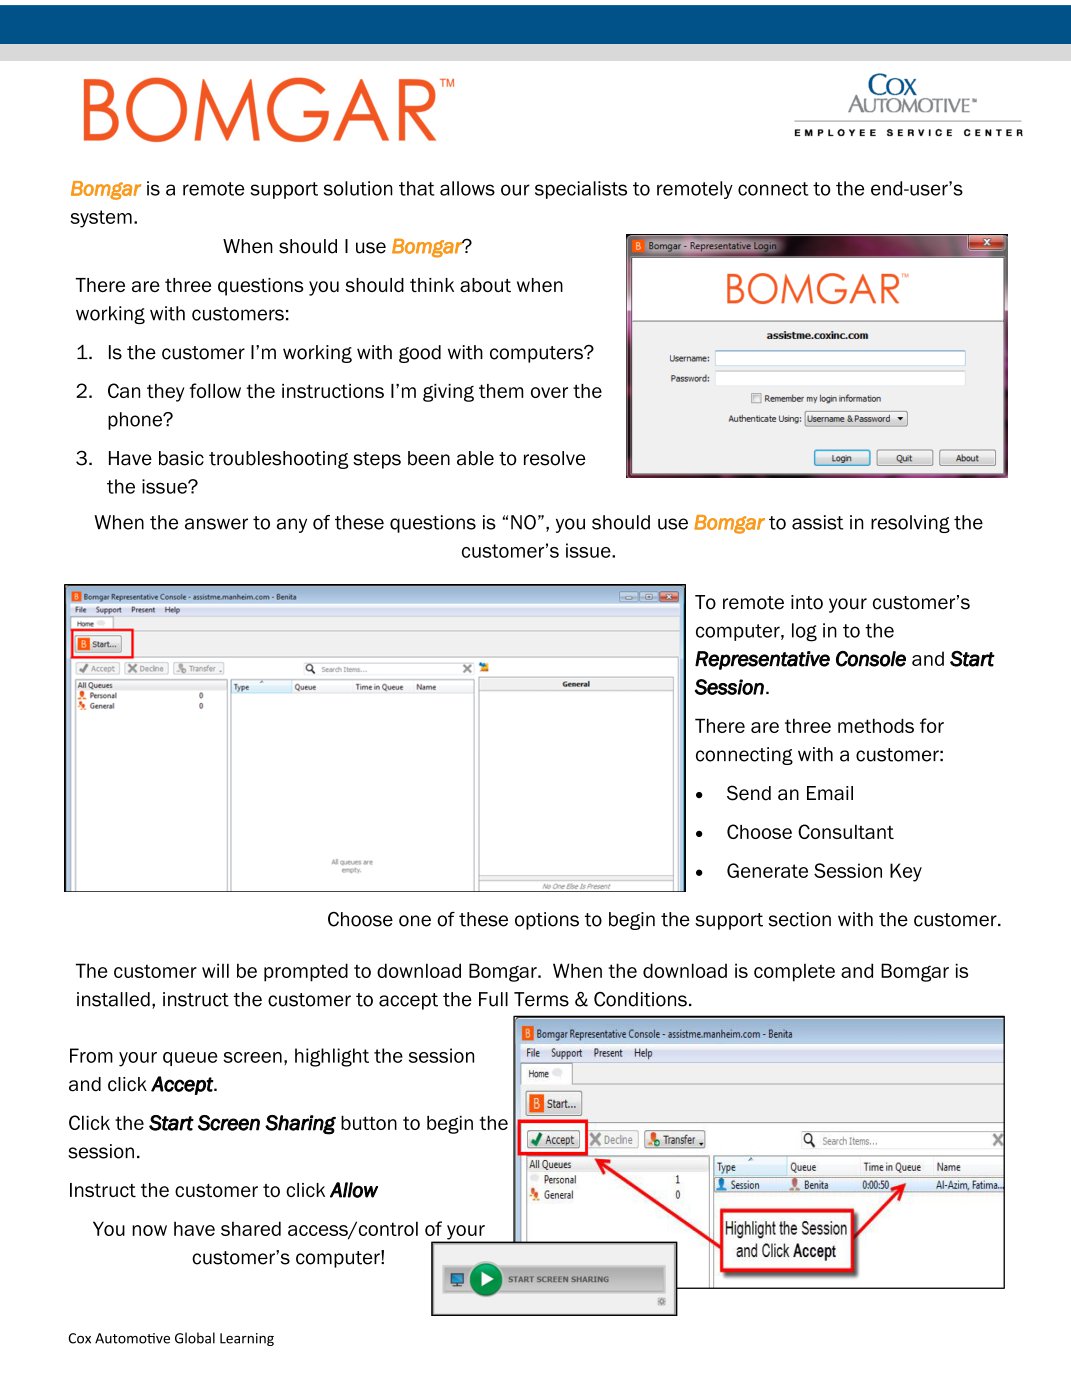 BOMGAR™
COX
AUTOMOTIVE™
EMPLOYEE SERVICE CENTER
Bomgar is a remote support solution that allows our specialists to remotely connect to the end-user’s
system.
When should I use Bomgar?
There are three questions you should think about when
working with customers:
1. Is the customer I’m working with good with computers?
2. Can they follow the instructions I’m giving them over the
phone?
3. Have basic troubleshooting steps been able to resolve
the issue?
B Bomgar - Representative Login
X
BOMGAR™
assistme.coxinc.com
Username:
Password:
Remember my login information
Authenticate Using: Username & Password
Login Quit About
When the answer to any of these questions is “NO”, you should use Bomgar to assist in resolving the
customer’s issue.
B Bomgar Representative Console - assistme.manheim.com - Benita
File Support Present Help
Home
B Start...
Accept Decline Transfer
Search Items...
All Queues
Personal 0
General 0
Type Queue Time in Queue Name
General
All queues are
empty.
No One Else Is Present
To remote into your customer’s
computer, log in to the
Representative Console and Start
Session.
There are three methods for
connecting with a customer:
• Send an Email
• Choose Consultant
• Generate Session Key
Choose one of these options to begin the support section with the customer.
The customer will be prompted to download Bomgar. When the download is complete and Bomgar is
installed, instruct the customer to accept the Full Terms & Conditions.
From your queue screen, highlight the session
and click Accept.
Click the Start Screen Sharing button to begin the
session.
Instruct the customer to click Allow
You now have shared access/control of your
customer’s computer!
B Bomgar Representative Console - assistme.manheim.com - Benita
File Support Present Help
Home
B Start...
Accept Decline Transfer
Search Items...
All Queues
Personal 1
General 0
Type Queue Time in Queue Name
Session Benita 0:00:50 Al-Azim, Fatima...
Highlight the Session
and Click Accept
START SCREEN SHARING
Cox Automotive Global Learning